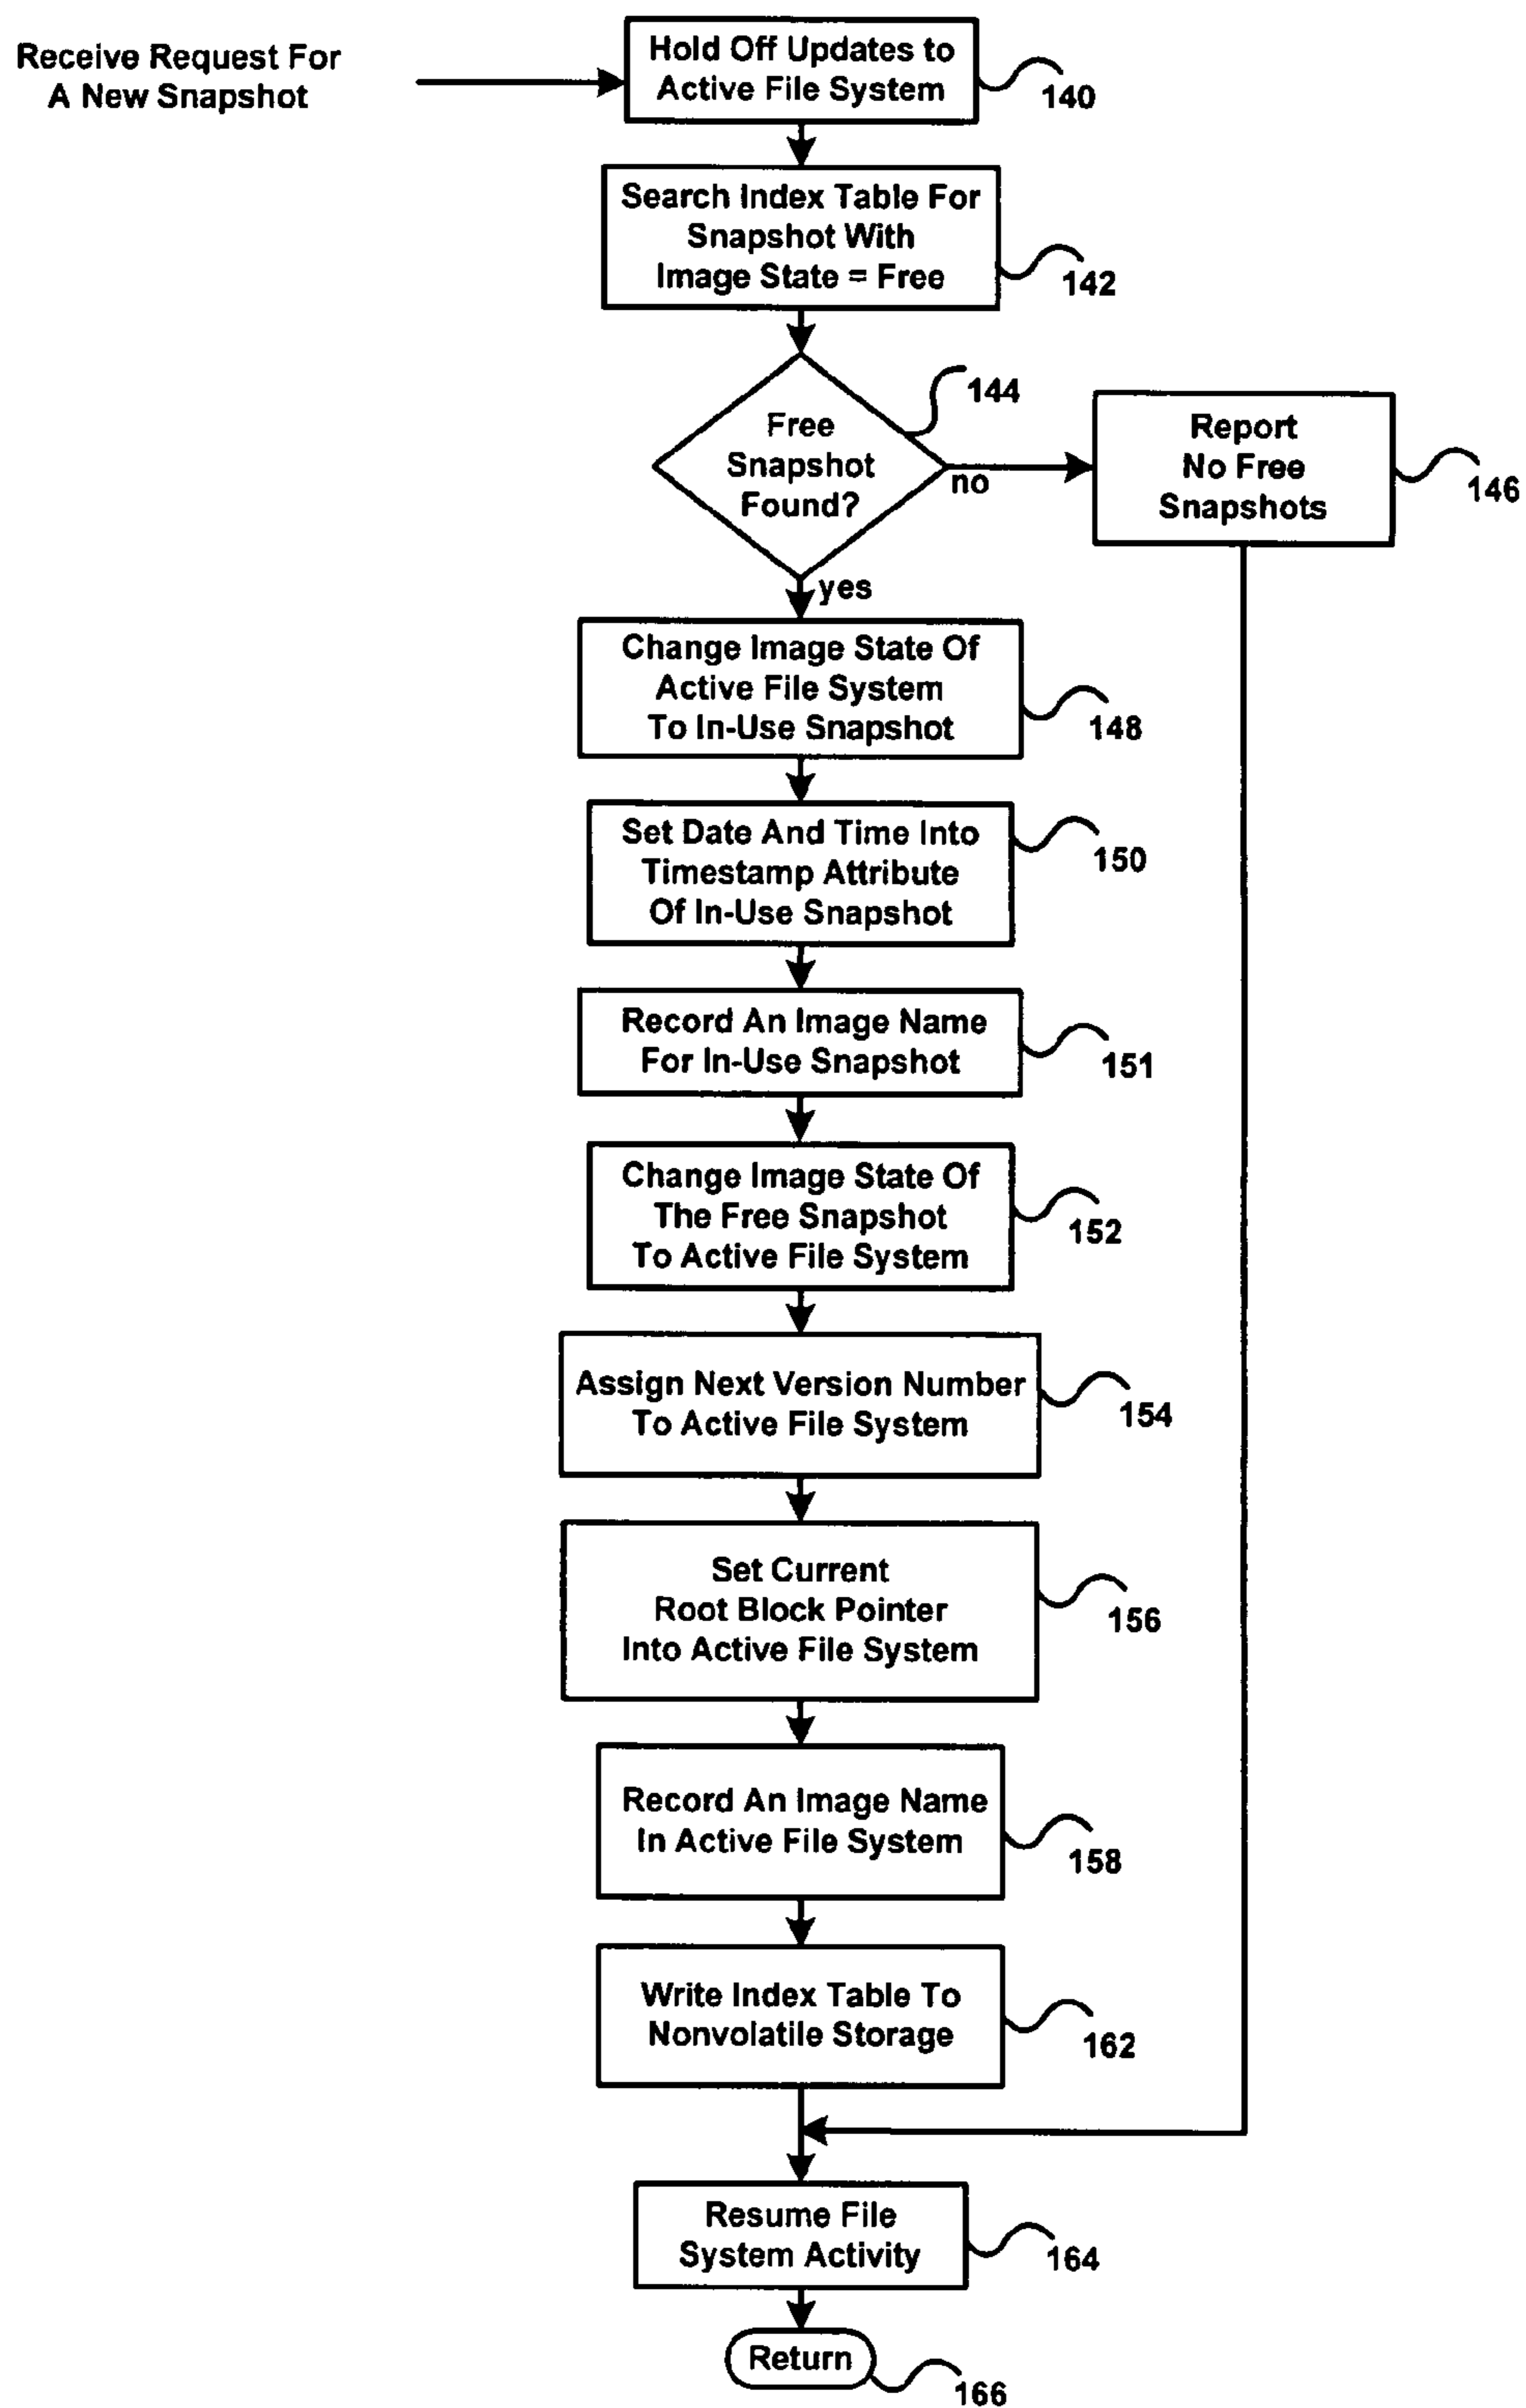 Receive Request For
A New Snapshot
Hold Off Updates to
Active File System
140
Search Index Table For
Snapshot With
Image State = Free
142
Free
Snapshot
Found?
144
no
Report
No Free
Snapshots
146
yes
Change Image State Of
Active File System
To In-Use Snapshot
148
Set Date And Time Into
Timestamp Attribute
Of In-Use Snapshot
150
Record An Image Name
For In-Use Snapshot
151
Change Image State Of
The Free Snapshot
To Active File System
152
Assign Next Version Number
To Active File System
154
Set Current
Root Block Pointer
Into Active File System
156
Record An Image Name
In Active File System
158
Write Index Table To
Nonvolatile Storage
162
Resume File
System Activity
164
Return
166